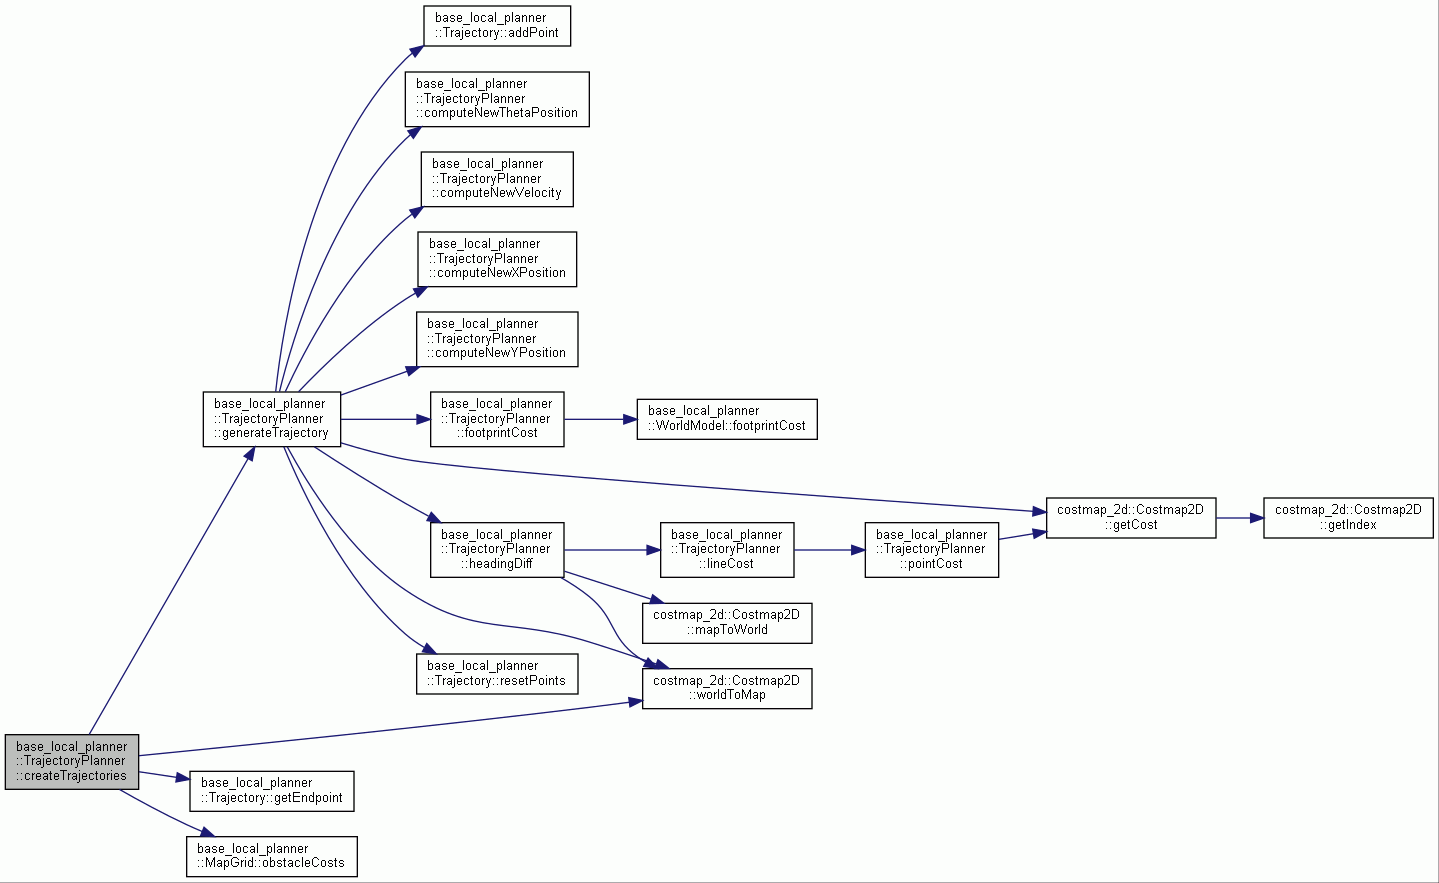 base_local_planner
::Trajectory::addPoint
base_local_planner
::TrajectoryPlanner
::computeNewThetaPosition
base_local_planner
::TrajectoryPlanner
::computeNewVelocity
base_local_planner
::TrajectoryPlanner
::computeNewXPosition
base_local_planner
::TrajectoryPlanner
::computeNewYPosition
base_local_planner
::TrajectoryPlanner
::generateTrajectory
base_local_planner
::TrajectoryPlanner
::footprintCost
base_local_planner
::WorldModel::footprintCost
costmap_2d::Costmap2D
::getCost
costmap_2d::Costmap2D
::getIndex
base_local_planner
::TrajectoryPlanner
::headingDiff
base_local_planner
::TrajectoryPlanner
::lineCost
base_local_planner
::TrajectoryPlanner
::pointCost
costmap_2d::Costmap2D
::mapToWorld
base_local_planner
::Trajectory::resetPoints
costmap_2d::Costmap2D
::worldToMap
base_local_planner
::TrajectoryPlanner
::createTrajectories
base_local_planner
::Trajectory::getEndpoint
base_local_planner
::MapGrid::obstacleCosts